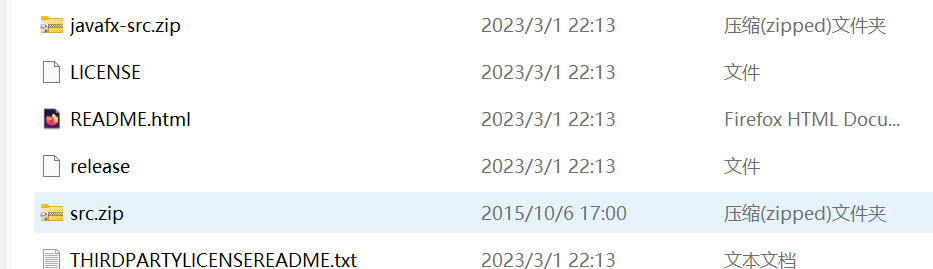 javafx-src.zip 2023/3/1 22:13 压缩(zipped)文件夹
LICENSE 2023/3/1 22:13 文件
README.html 2023/3/1 22:13 Firefox HTML Docu...
release 2023/3/1 22:13 文件
src.zip 2015/10/6 17:00 压缩(zipped)文件夹
THIRDPARTYLICENSEREADME.txt 2023/3/1 22:13 文本文档